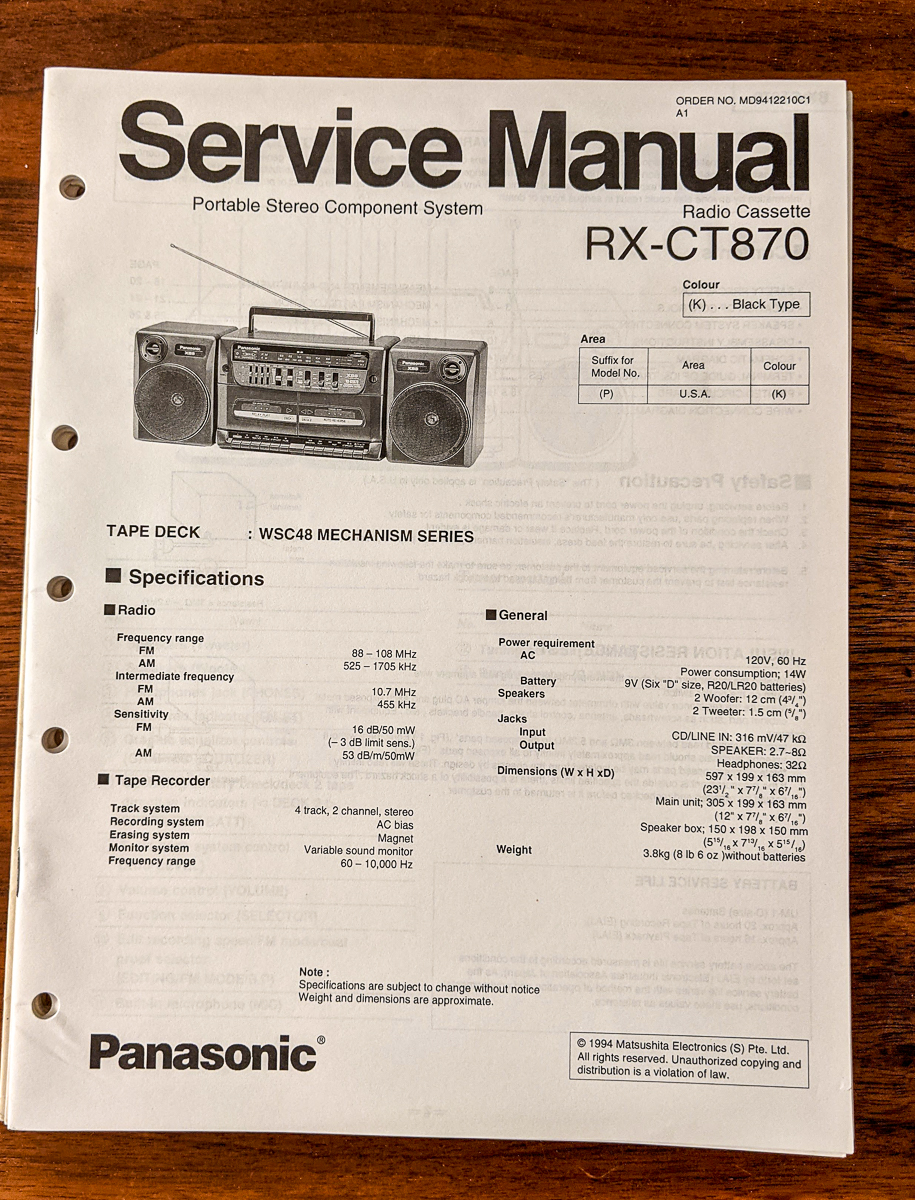 ORDER NO. MD9412210C1
A1
Service Manual
Portable Stereo Component System
Radio Cassette
RX-CT870
Colour
(K) . . . Black Type
Area
Suffix for Model No. Area Colour
(P) U.S.A. (K)
Panasonic
Panasonic
Panasonic
TAPE DECK : WSC48 MECHANISM SERIES
■ Specifications
■ Radio
Frequency range
FM 88 – 108 MHz
AM 525 – 1705 kHz
Intermediate frequency
FM 10.7 MHz
AM 455 kHz
Sensitivity
FM 16 dB/50 mW
(– 3 dB limit sens.)
AM 53 dB/m/50mW
■ Tape Recorder
Track system 4 track, 2 channel, stereo
Recording system AC bias
Erasing system Magnet
Monitor system Variable sound monitor
Frequency range 60 – 10,000 Hz
■ General
Power requirement
AC 120V, 60 Hz
Power consumption; 14W
Battery 9V (Six "D" size, R20/LR20 batteries)
Speakers 2 Woofer: 12 cm (4³/₄")
2 Tweeter: 1.5 cm (⁵/₈")
Jacks
Input CD/LINE IN: 316 mV/47 kΩ
Output SPEAKER: 2.7~8Ω
Headphones: 32Ω
Dimensions (W x H xD) 597 x 199 x 163 mm
(23¹/₂" x 7⁷/₈" x 6⁷/₁₆")
Main unit; 305 x 199 x 163 mm
(12" x 7⁷/₈" x 6⁷/₁₆")
Speaker box; 150 x 198 x 150 mm
(5¹⁵/₁₆ x 7¹³/₁₆ x 5¹⁵/₁₆)
Weight 3.8kg (8 lb 6 oz )without batteries
Note :
Specifications are subject to change without notice
Weight and dimensions are approximate.
Panasonic®
© 1994 Matsushita Electronics (S) Pte. Ltd.
All rights reserved. Unauthorized copying and
distribution is a violation of law.